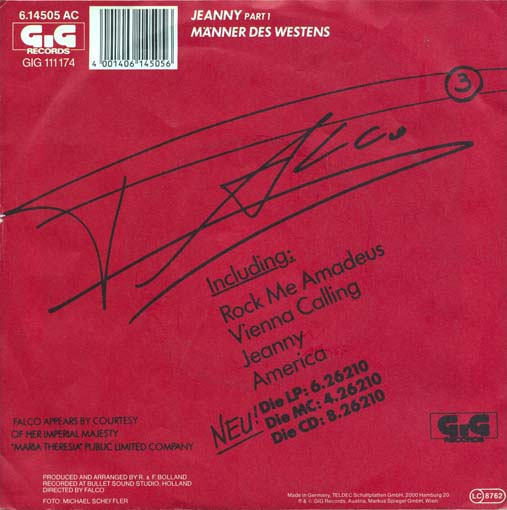 6.14505 AC
GiG
RECORDS
GIG 111 174
4 001406 145056
JEANNY PART 1
MÄNNER DES WESTENS
3
FALCO
Including:
Rock Me Amadeus
Vienna Calling
Jeanny
America
NEU!
Die LP: 6.26210
Die MC: 4.26210
Die CD: 8.26210
FALCO APPEARS BY COURTESY
OF HER IMPERIAL MAJESTY
"MARIA THERESIA" PUBLIC LIMITED COMPANY
GiG
RECORDS
PRODUCED AND ARRANGED BY R. & F. BOLLAND
RECORDED AT BULLET SOUND STUDIO, HOLLAND
DIRECTED BY FALCO
FOTO: MICHAEL SCHEFFLER
Made in Germany, TELDEC Schallplatten GmbH, 2000 Hamburg 20
℗ & © GIG Records, Austria, Markus Spiegel GmbH, Wien
LC 8762